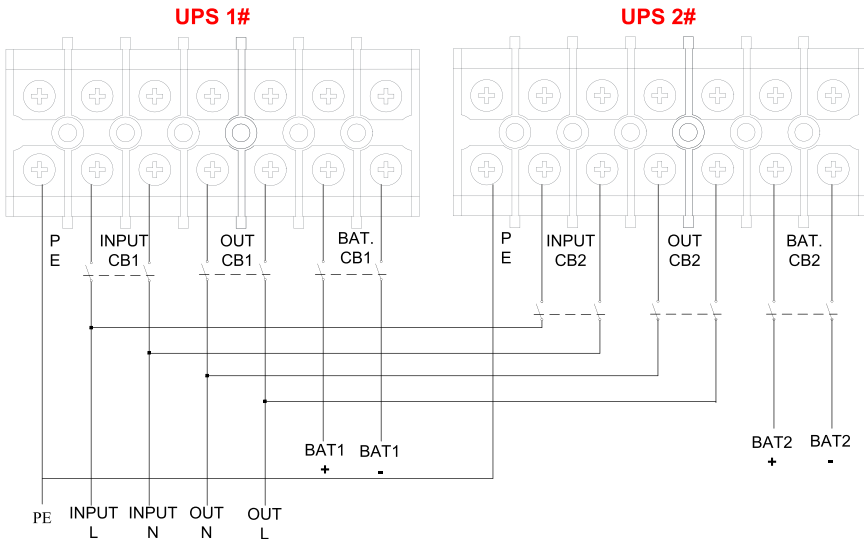 UPS 1#
UPS 2#
P
E
INPUT
CB1
OUT
CB1
BAT.
CB1
P
E
INPUT
CB2
OUT
CB2
BAT.
CB2
BAT1
+
BAT1
-
BAT2
+
BAT2
-
PE
INPUT
L
INPUT
N
OUT
N
OUT
L